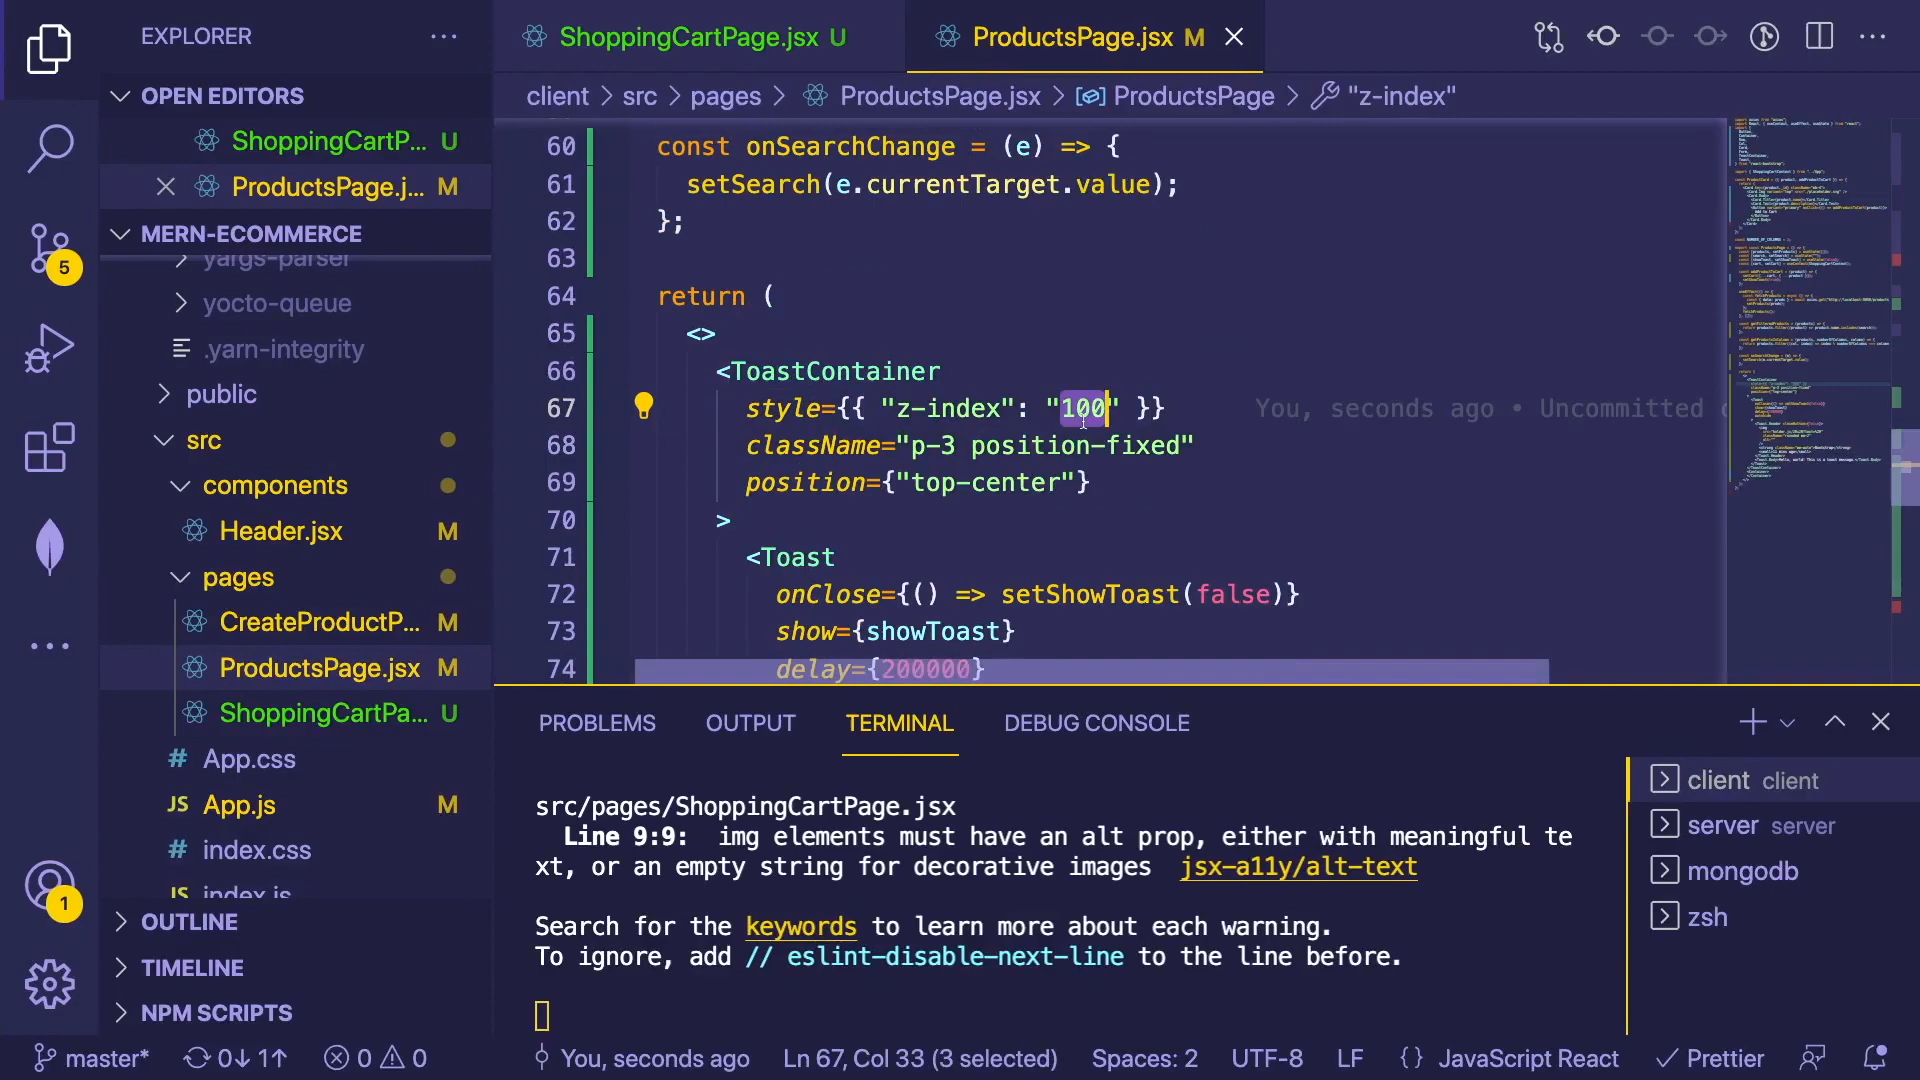 EXPLORER
ShoppingCartPage.jsx U
ProductsPage.jsx M
OPEN EDITORS
ShoppingCartP... U
ProductsPage.j... M
MERN-ECOMMERCE
yargs-parser
yocto-queue
.yarn-integrity
public
src
components
Header.jsx M
pages
CreateProductP... M
ProductsPage.jsx M
ShoppingCartPa... U
# App.css
JS App.js M
# index.css
JS index.js
OUTLINE
TIMELINE
NPM SCRIPTS
5
1
client > src > pages > ProductsPage.jsx > ProductsPage > "z-index"
60 const onSearchChange = (e) => {
61 setSearch(e.currentTarget.value);
62 };
63
64 return (
65 <>
66 <ToastContainer
67 style={{ "z-index": "100" }} You, seconds ago • Uncommitted
68 className="p-3 position-fixed"
69 position={"top-center"}
70 >
71 <Toast
72 onClose={() => setShowToast(false)}
73 show={showToast}
74 delay={200000}
PROBLEMS OUTPUT TERMINAL DEBUG CONSOLE
src/pages/ShoppingCartPage.jsx
Line 9:9: img elements must have an alt prop, either with meaningful te
xt, or an empty string for decorative images jsx-a11y/alt-text
Search for the keywords to learn more about each warning.
To ignore, add // eslint-disable-next-line to the line before.
client client
server server
mongodb
zsh
master* 0↓ 1↑ 0 0 You, seconds ago Ln 67, Col 33 (3 selected) Spaces: 2 UTF-8 LF {} JavaScript React Prettier